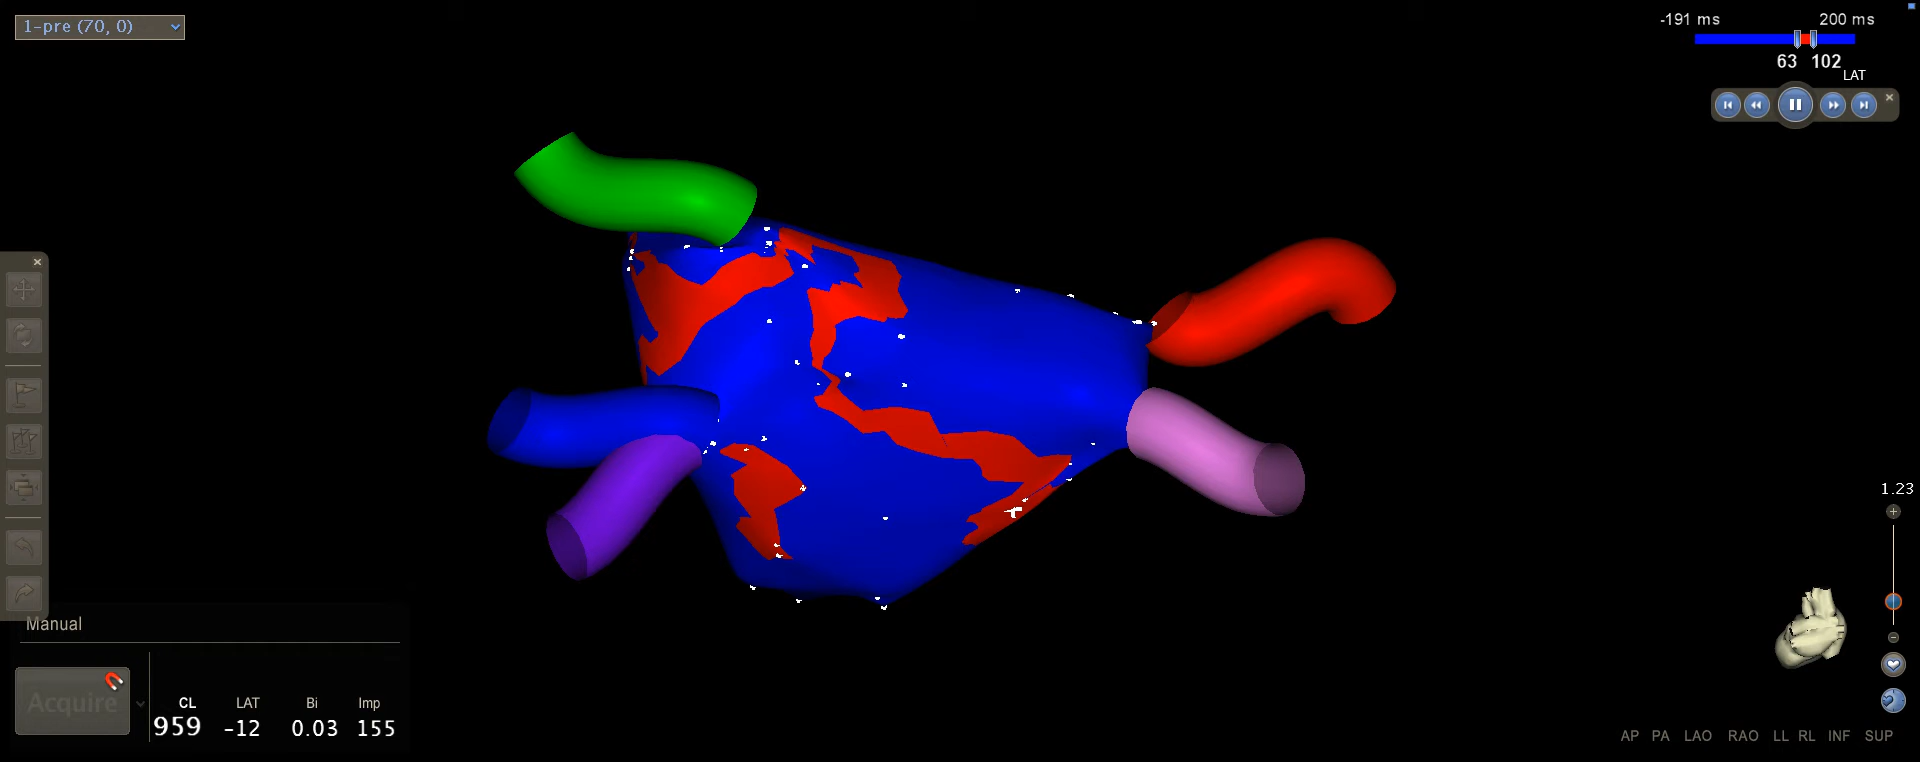 1-pre (70, 0)
-191 ms 200 ms
63 102
LAT
1.23
Manual
Acquire
CL LAT Bi Imp
959 -12 0.03 155
AP PA LAO RAO LL RL INF SUP